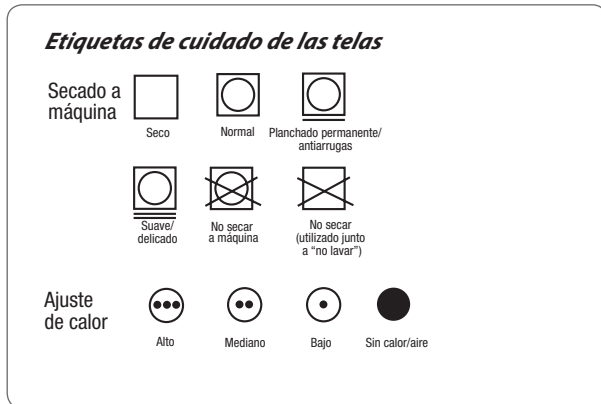 Etiquetas de cuidado de las telas
Secado a
máquina
Seco
Normal
Planchado permanente/
antiarrugas
Suave/
delicado
No secar
a máquina
No secar
(utilizado junto
a “no lavar”)
Ajuste
de calor
Alto
Mediano
Bajo
Sin calor/aire